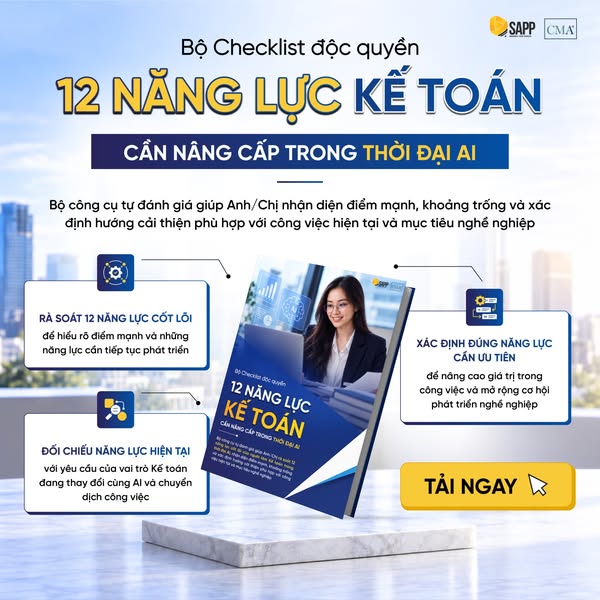 SAPP
CMA
Bộ Checklist độc quyền
12 NĂNG LỰC KẾ TOÁN
CẦN NÂNG CẤP TRONG THỜI ĐẠI AI
Bộ công cụ tự đánh giá giúp Anh/Chị nhận diện điểm mạnh, khoảng trống và xác
định hướng cải thiện phù hợp với công việc hiện tại và mục tiêu nghề nghiệp
RÀ SOÁT 12 NĂNG LỰC CỐT LÕI
để hiểu rõ điểm mạnh và những
năng lực cần tiếp tục phát triển
ĐỐI CHIẾU NĂNG LỰC HIỆN TẠI
với yêu cầu của vai trò Kế toán
đang thay đổi cùng AI và chuyển
dịch công việc
SAPP
AI
Bộ Checklist độc quyền
12 NĂNG LỰC
KẾ TOÁN
CẦN NÂNG CẤP TRONG THỜI ĐẠI AI
XÁC ĐỊNH ĐÚNG NĂNG LỰC
CẦN ƯU TIÊN
để nâng cao giá trị trong
công việc và mở rộng cơ hội
phát triển nghề nghiệp
TẢI NGAY